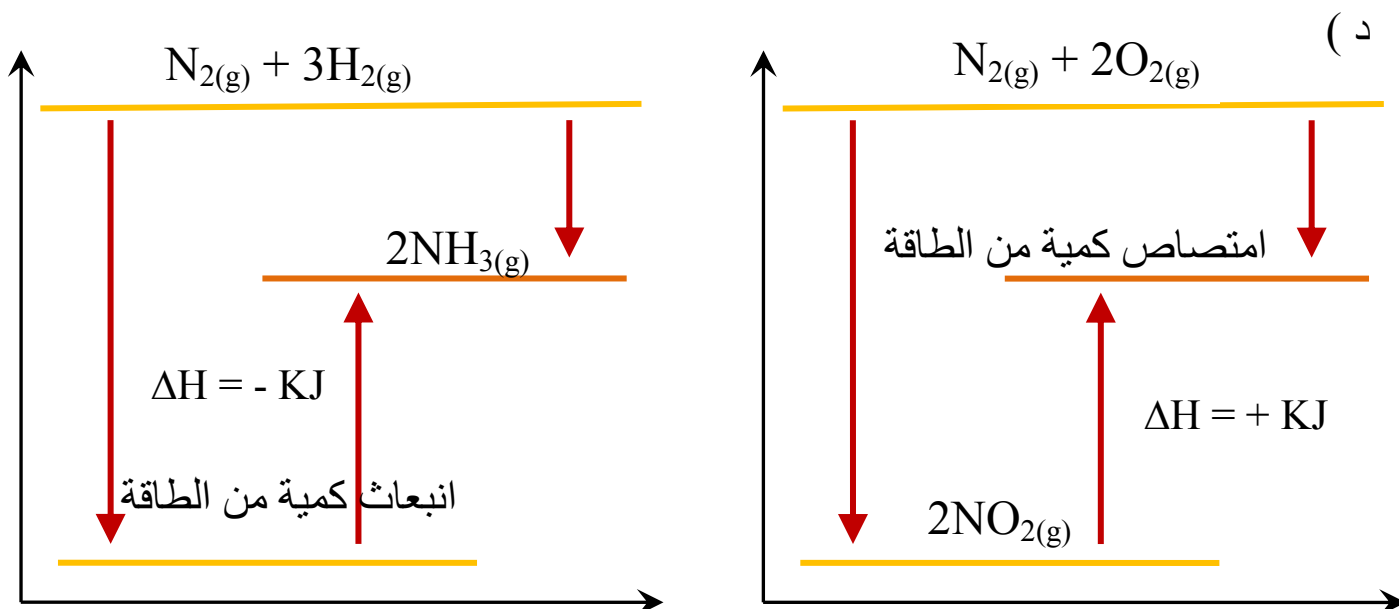 د )
N₂(g) + 3H₂(g)
2NH₃(g)
ΔH = - KJ
انبعاث كمية من الطاقة
N₂(g) + 2O₂(g)
امتصاص كمية من الطاقة
ΔH = + KJ
2NO₂(g)